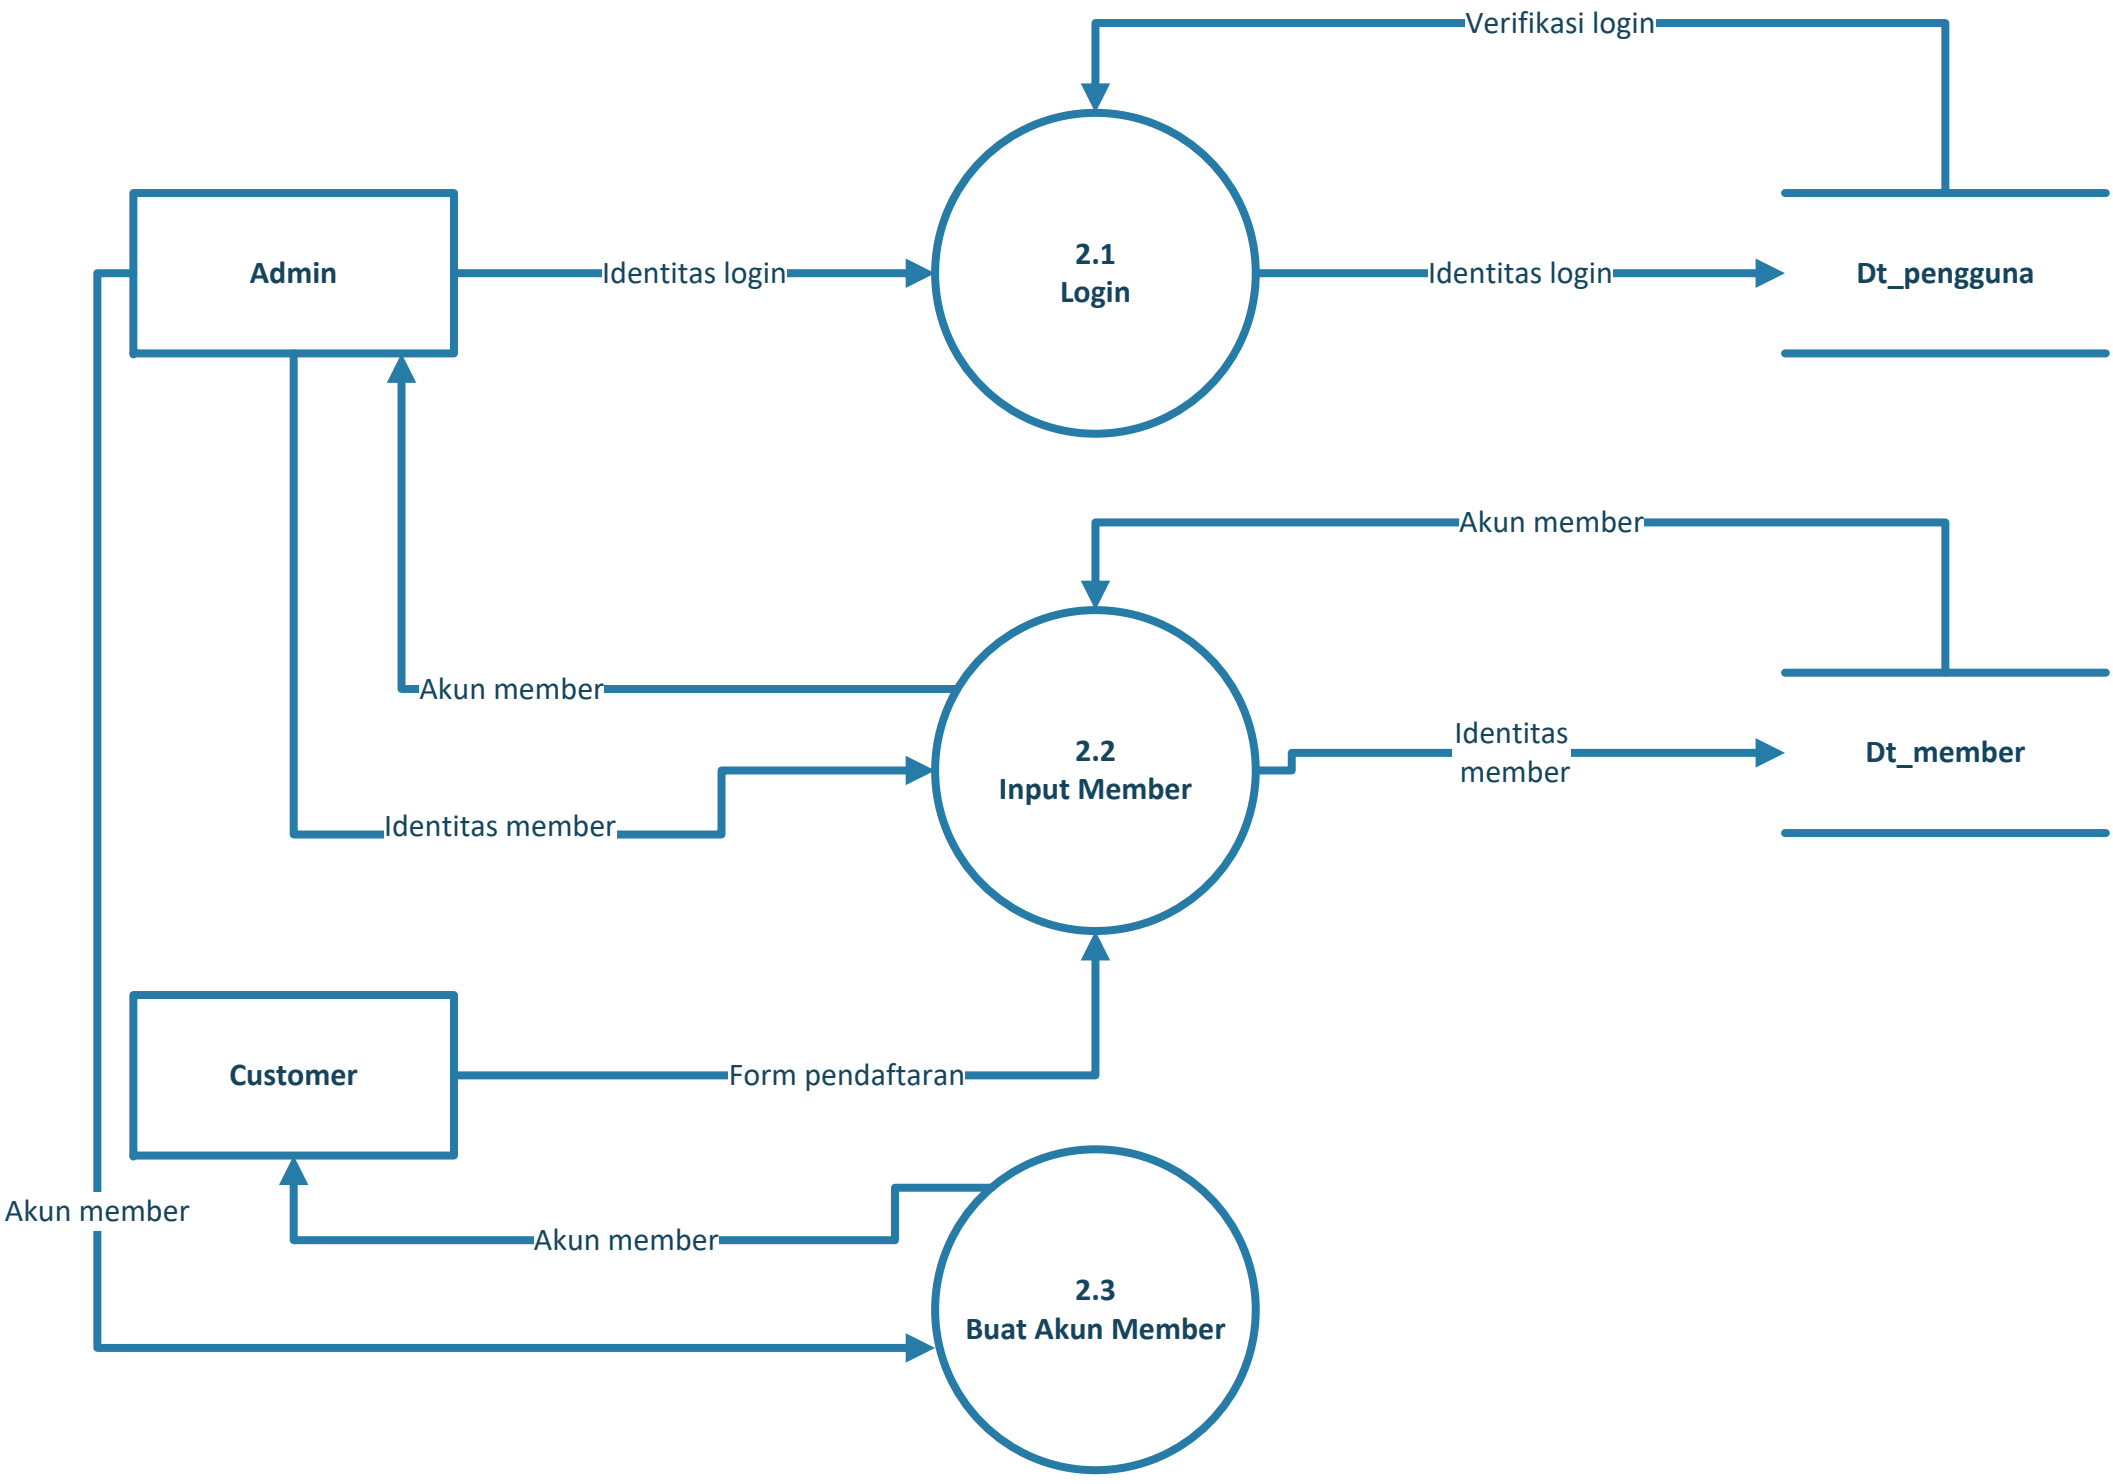 Verifikasi login
Admin
Identitas login
2.1
Login
Identitas login
Dt_pengguna
Akun member
Akun member
Identitas member
2.2
Input Member
Identitas
member
Dt_member
Customer
Form pendaftaran
Akun member
Akun member
2.3
Buat Akun Member